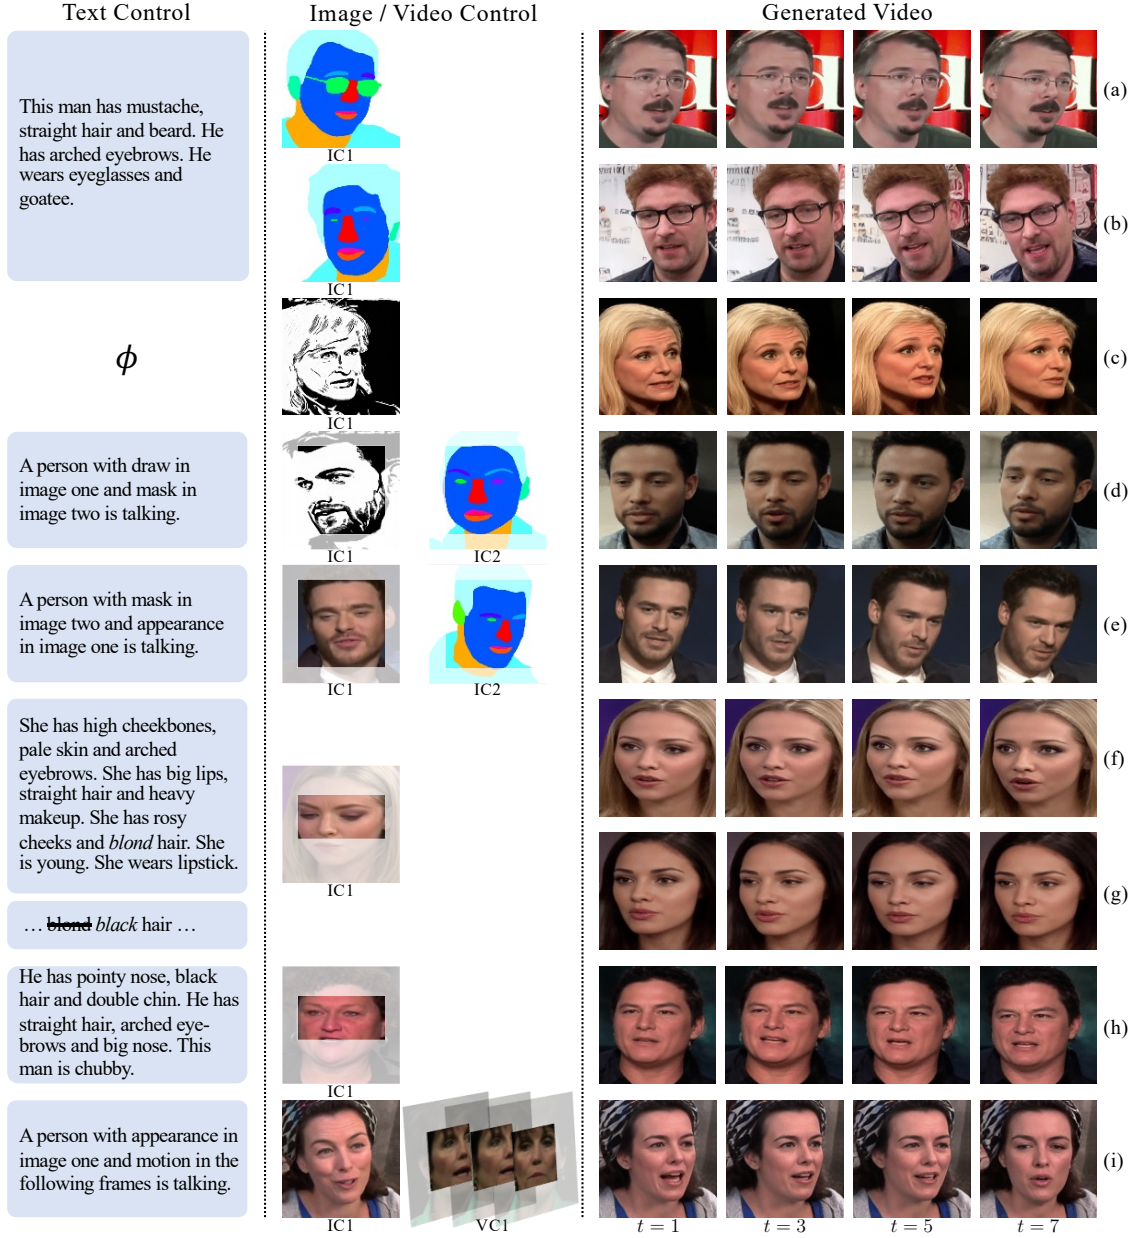 Text Control
Image / Video Control
Generated Video
This man has mustache,
straight hair and beard. He
has arched eyebrows. He
wears eyeglasses and
goatee.
IC1
(a)
IC1
(b)
ϕ
IC1
(c)
A person with draw in
image one and mask in
image two is talking.
IC1
IC2
(d)
A person with mask in
image two and appearance
in image one is talking.
IC1
IC2
(e)
She has high cheekbones,
pale skin and arched
eyebrows. She has big lips,
straight hair and heavy
makeup. She has rosy
cheeks and blond hair. She
is young. She wears lipstick.
IC1
(f)
… blond black hair …
(g)
He has pointy nose, black
hair and double chin. He has
straight hair, arched eye-
brows and big nose. This
man is chubby.
IC1
(h)
A person with appearance in
image one and motion in the
following frames is talking.
IC1
VC1
(i)
t = 1
t = 3
t = 5
t = 7